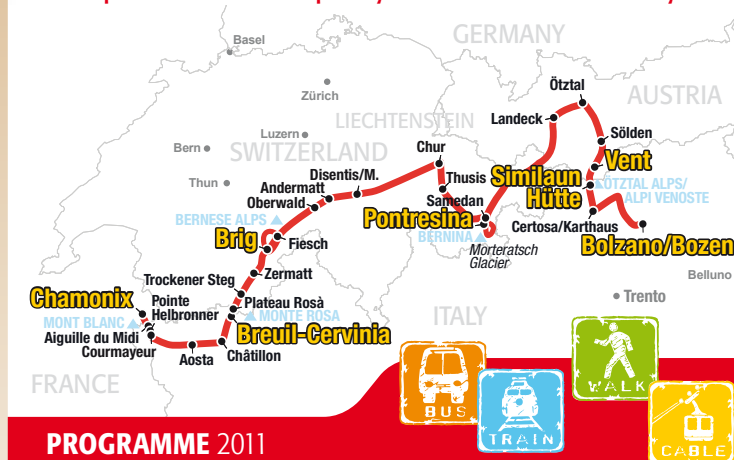 GERMANY
Basel
Ötztal
Zürich
AUSTRIA
Landeck
LIECHTENSTEIN
Luzern
Sölden
Bern
SWITZERLAND
Chur
Vent
Disentis/M.
Thusis
Similaun
Hütte
Thun
Andermatt
ÖTZTAL ALPS/
ALPI VENOSTE
Oberwald
Samedan
BERNESE ALPS
Pontresina
Certosa/Karthaus
Brig
Fiesch
BERNINA
Bolzano/Bozen
Morteratsch
Glacier
Zermatt
Belluno
Trockener Steg
Chamonix
Pointe
Helbronner
Plateau Rosà
Trento
MONT BLANC
MONTE ROSA
ITALY
Aiguille du Midi
Breuil-Cervinia
Courmayeur
Aosta
Châtillon
FRANCE
WALK
BUS
TRAIN
CABLE
PROGRAMME 2011